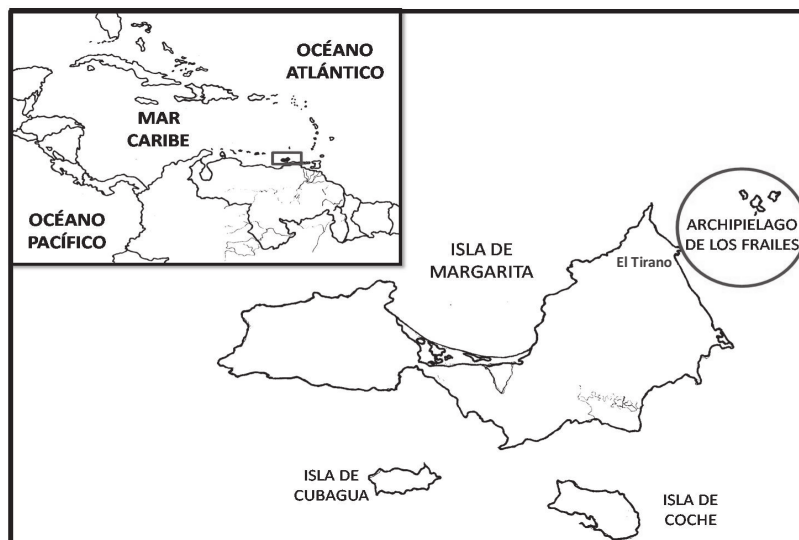 OCÉANO
ATLÁNTICO
MAR
CARIBE
OCÉANO
PACÍFICO
ISLA DE
MARGARITA
El Tirano
ARCHIPIÉLAGO
DE LOS FRAILES
ISLA DE
CUBAGUA
ISLA DE
COCHE